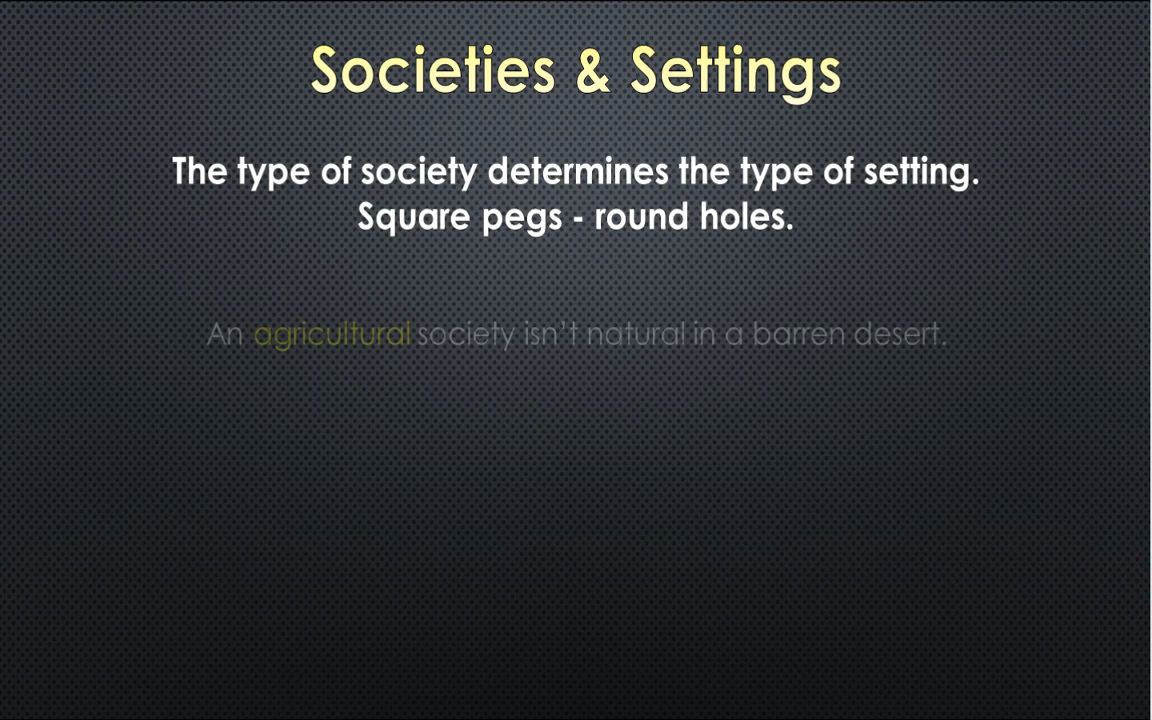 Societies & Settings
The type of society determines the type of setting.
Square pegs - round holes.
An agricultural society isn't natural in a barren desert.